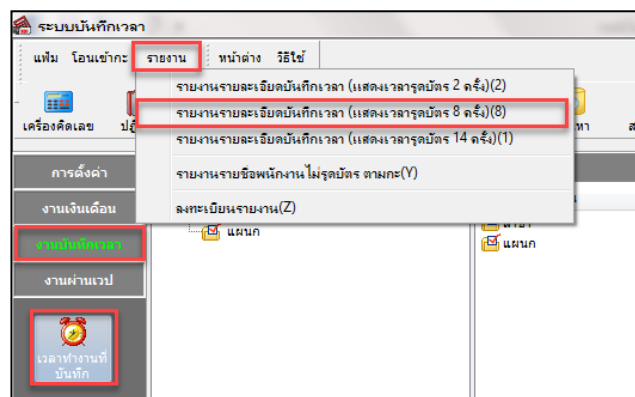 ระบบบันทึกเวลา
แฟ้ม โอนเข้ากะ รายงาน หน้าต่าง วิธีใช้
รายงานรายละเอียดบันทึกเวลา (แสดงเวลารูดบัตร 2 ครั้ง)(2)
รายงานรายละเอียดบันทึกเวลา (แสดงเวลารูดบัตร 8 ครั้ง)(8)
รายงานรายละเอียดบันทึกเวลา (แสดงเวลารูดบัตร 14 ครั้ง)(1)
รายงานรายชื่อพนักงานไม่รูดบัตร ตามกะ(Y)
ลงทะเบียนรายงาน(Z)
เครื่องคิดเลข
การตั้งค่า
งานเงินเดือน
งานบันทึกเวลา
แผนก
แผนก
งานผ่านเวป
เวลาทำงานที่
บันทึก